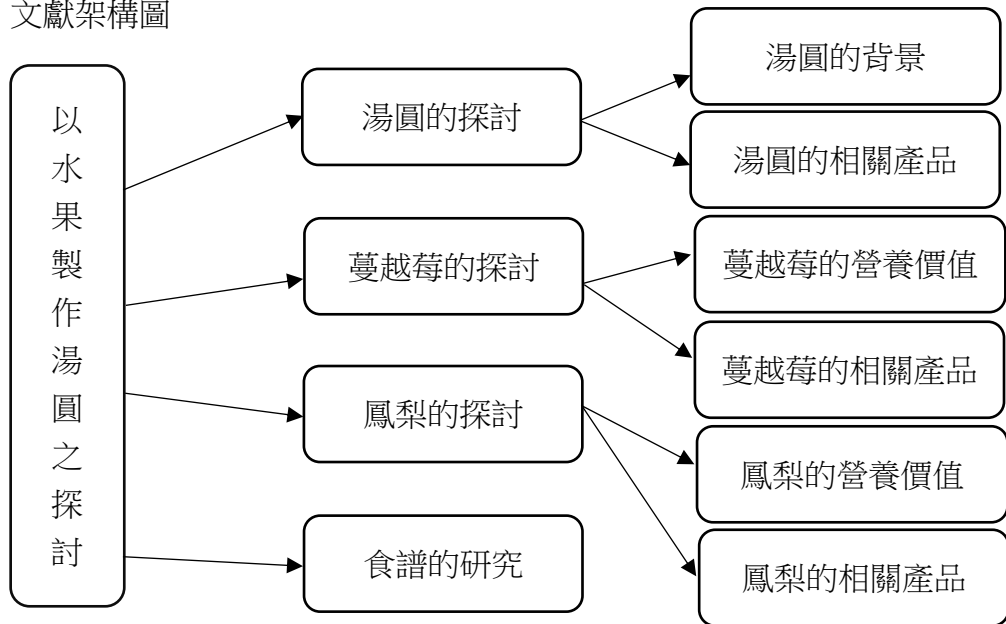 文獻架構圖
以水果製作湯圓之探討
湯圓的探討
湯圓的背景
湯圓的相關產品
蔓越莓的探討
蔓越莓的營養價值
蔓越莓的相關產品
鳳梨的探討
鳳梨的營養價值
鳳梨的相關產品
食譜的研究